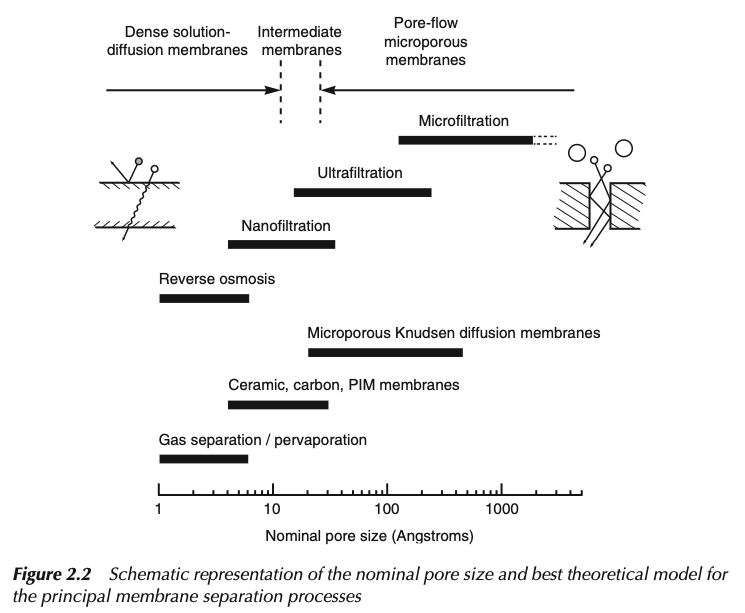 Dense solution-
diffusion membranes
Intermediate
membranes
Pore-flow
microporous
membranes
Microfiltration
Ultrafiltration
Nanofiltration
Reverse osmosis
Microporous Knudsen diffusion membranes
Ceramic, carbon, PIM membranes
Gas separation / pervaporation
1
10
100
1000
Nominal pore size (Angstroms)
Figure 2.2 Schematic representation of the nominal pore size and best theoretical model for
the principal membrane separation processes